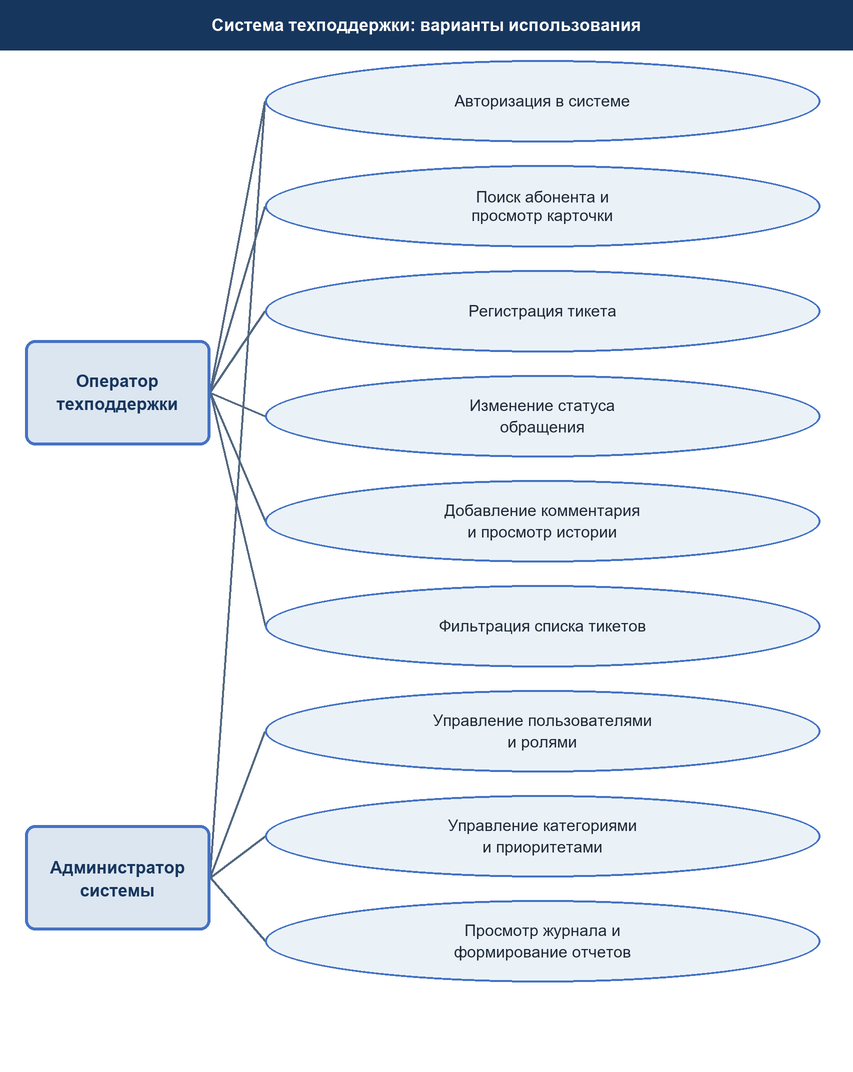 Система техподдержки: варианты использования
Авторизация в системе
Поиск абонента и
просмотр карточки
Регистрация тикета
Оператор
техподдержки
Изменение статуса
обращения
Добавление комментария
и просмотр истории
Фильтрация списка тикетов
Управление пользователями
и ролями
Управление категориями
и приоритетами
Администратор
системы
Просмотр журнала и
формирование отчетов